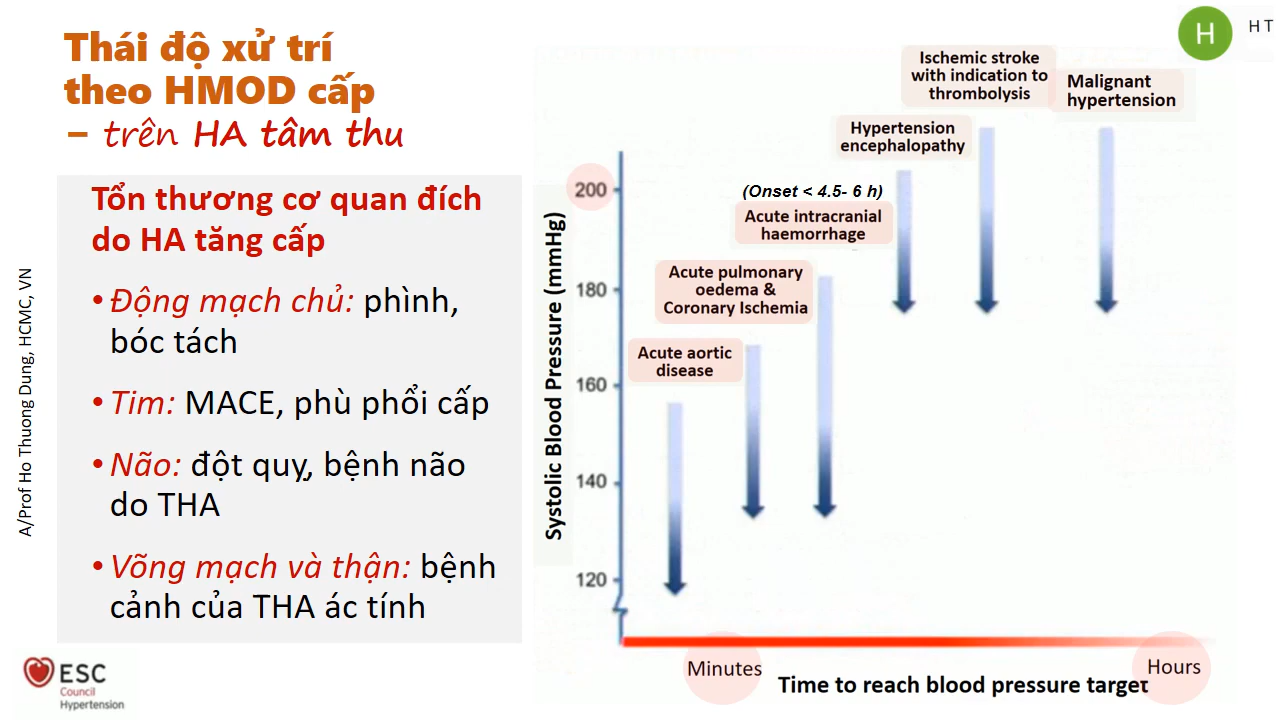 Thái độ xử trí
theo HMOD cấp
– trên HA tâm thu
Tổn thương cơ quan đích
do HA tăng cấp
• Động mạch chủ: phình,
bóc tách
• Tim: MACE, phù phổi cấp
• Não: đột quỵ, bệnh não
do THA
• Võng mạch và thận: bệnh
cảnh của THA ác tính
A/Prof Ho Thuong Dung, HCMC, VN
ESC
Council
Hypertension
H
H T
Ischemic stroke
with indication to
thrombolysis
Malignant
hypertension
Hypertension
encephalopathy
(Onset < 4.5- 6 h)
Acute intracranial
haemorrhage
Acute pulmonary
oedema &
Coronary Ischemia
Acute aortic
disease
Systolic Blood Pressure (mmHg)
200
180
160
140
120
Minutes
Hours
Time to reach blood pressure target